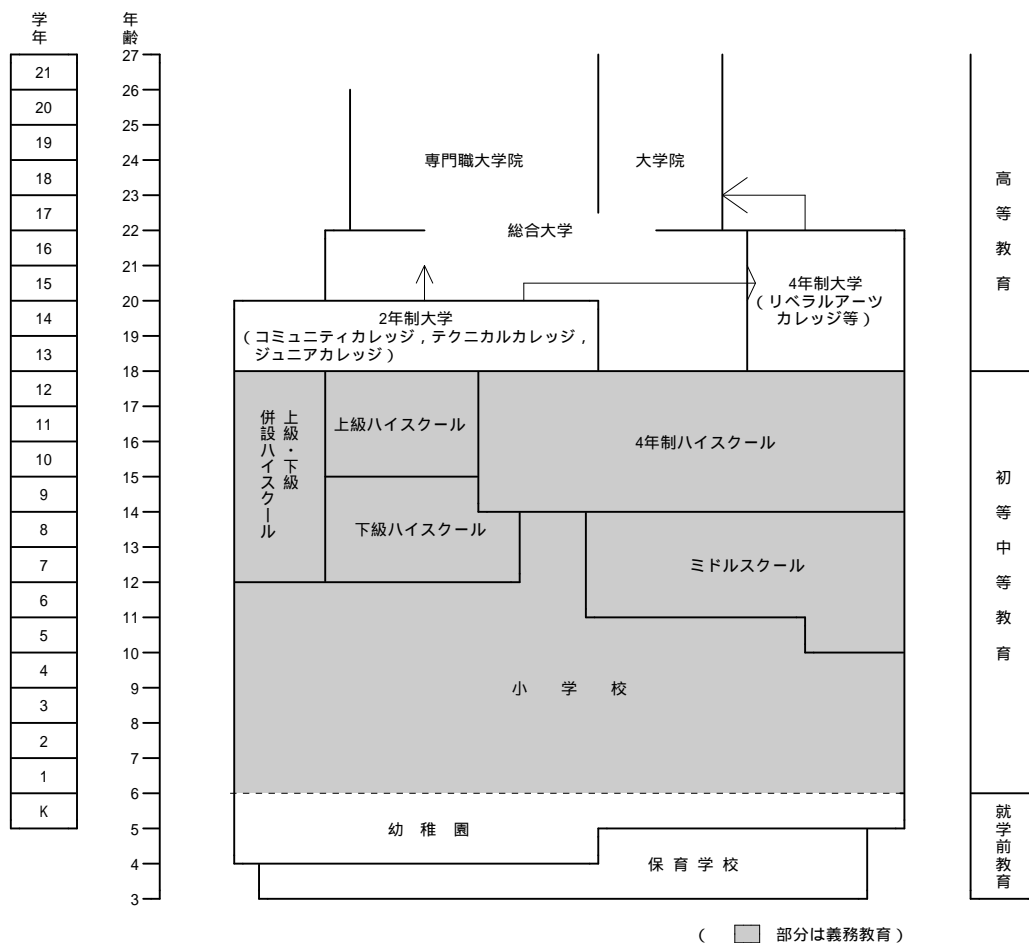 学年
年齢
21
20
19
18
17
16
15
14
13
12
11
10
9
8
7
6
5
4
3
2
1
K
27
26
25
24
23
22
21
20
19
18
17
16
15
14
13
12
11
10
9
8
7
6
5
4
3
専門職大学院
大学院
総合大学
4年制大学
(リベラルアーツ
カレッジ等)
2年制大学
(コミュニティカレッジ,テクニカルカレッジ,
ジュニアカレッジ)
上級・下級
併設ハイスクール
上級ハイスクール
4年制ハイスクール
下級ハイスクール
ミドルスクール
小学校
幼稚園
保育学校
高等教育
初等中等教育
就学前教育
( 部分は義務教育)